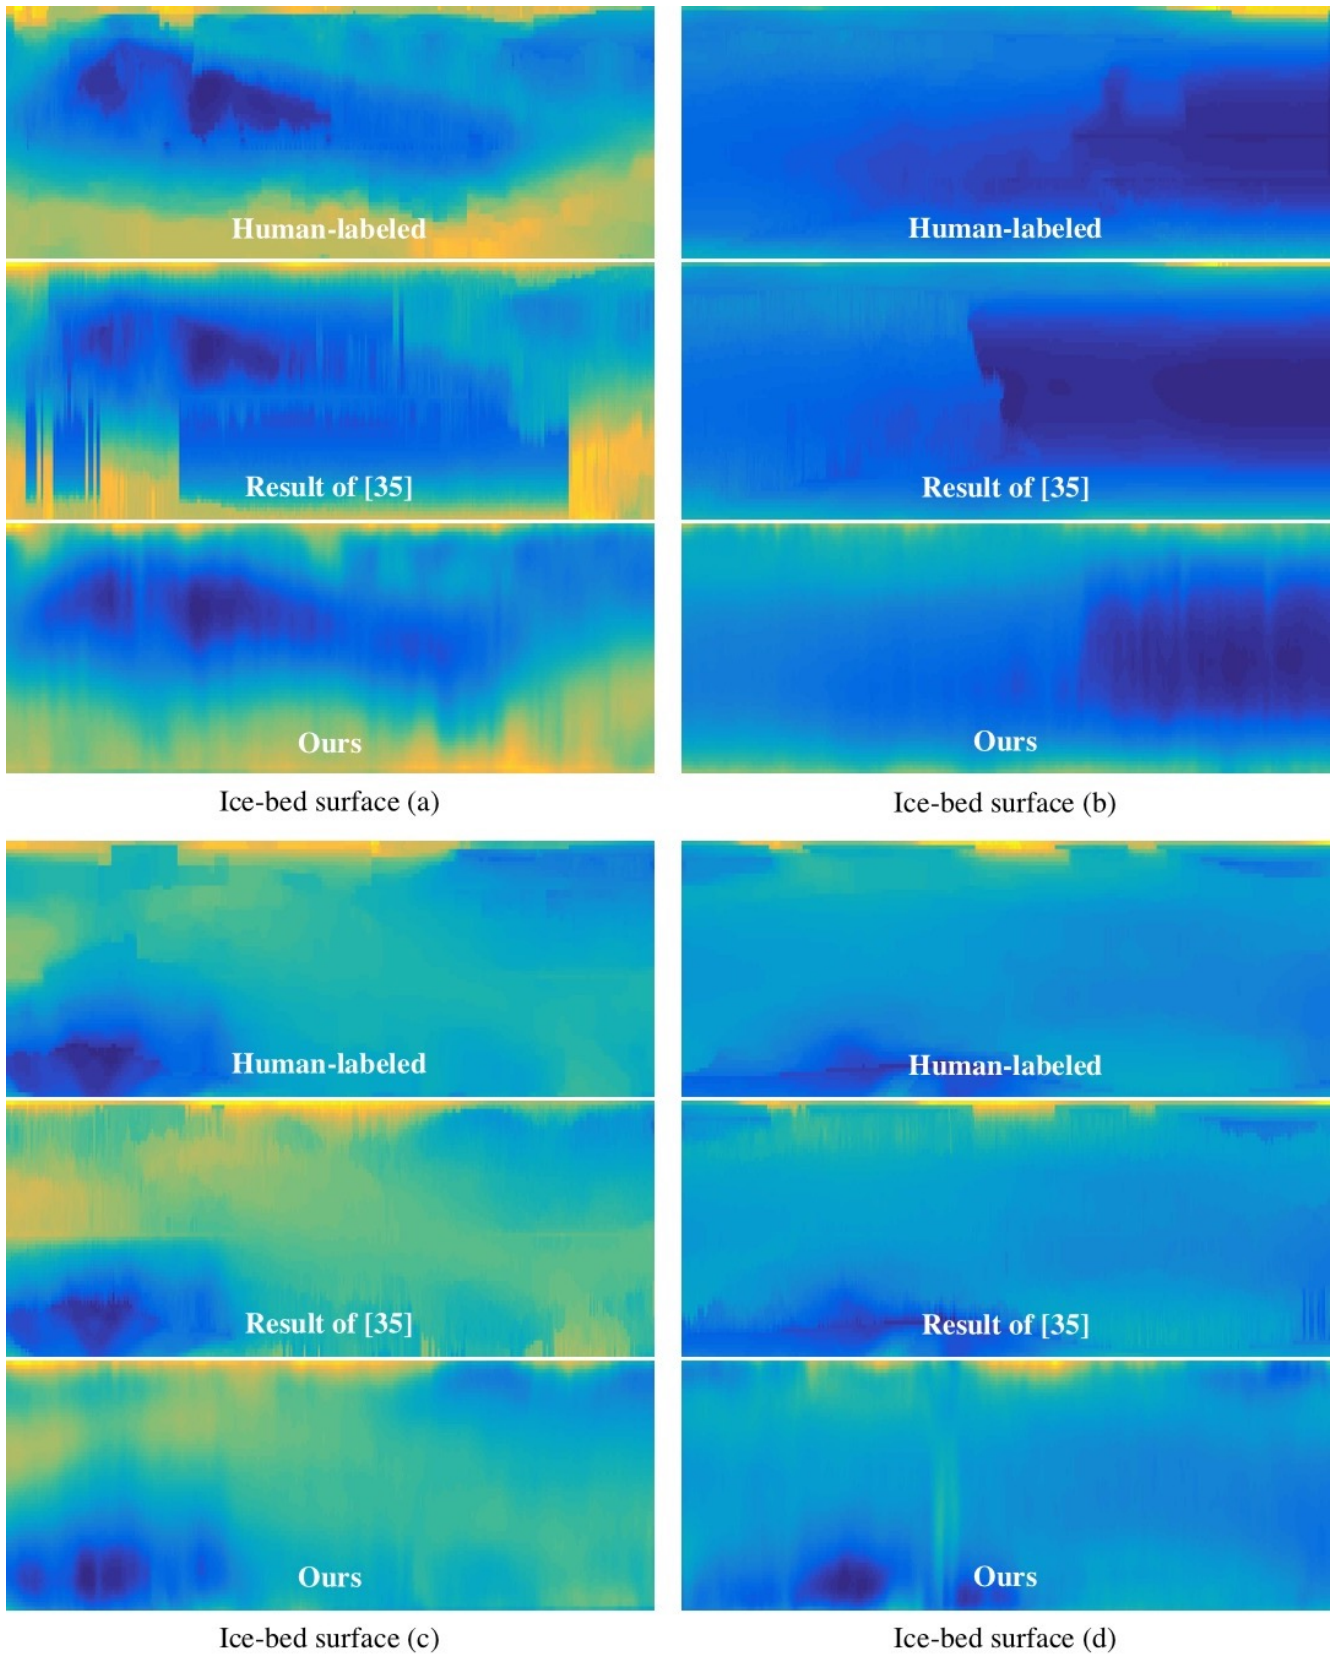 Human-labeled
Human-labeled
Result of [35]
Result of [35]
Ours
Ours
Ice-bed surface (a)
Ice-bed surface (b)
Human-labeled
Human-labeled
Result of [35]
Result of [35]
Ours
Ours
Ice-bed surface (c)
Ice-bed surface (d)